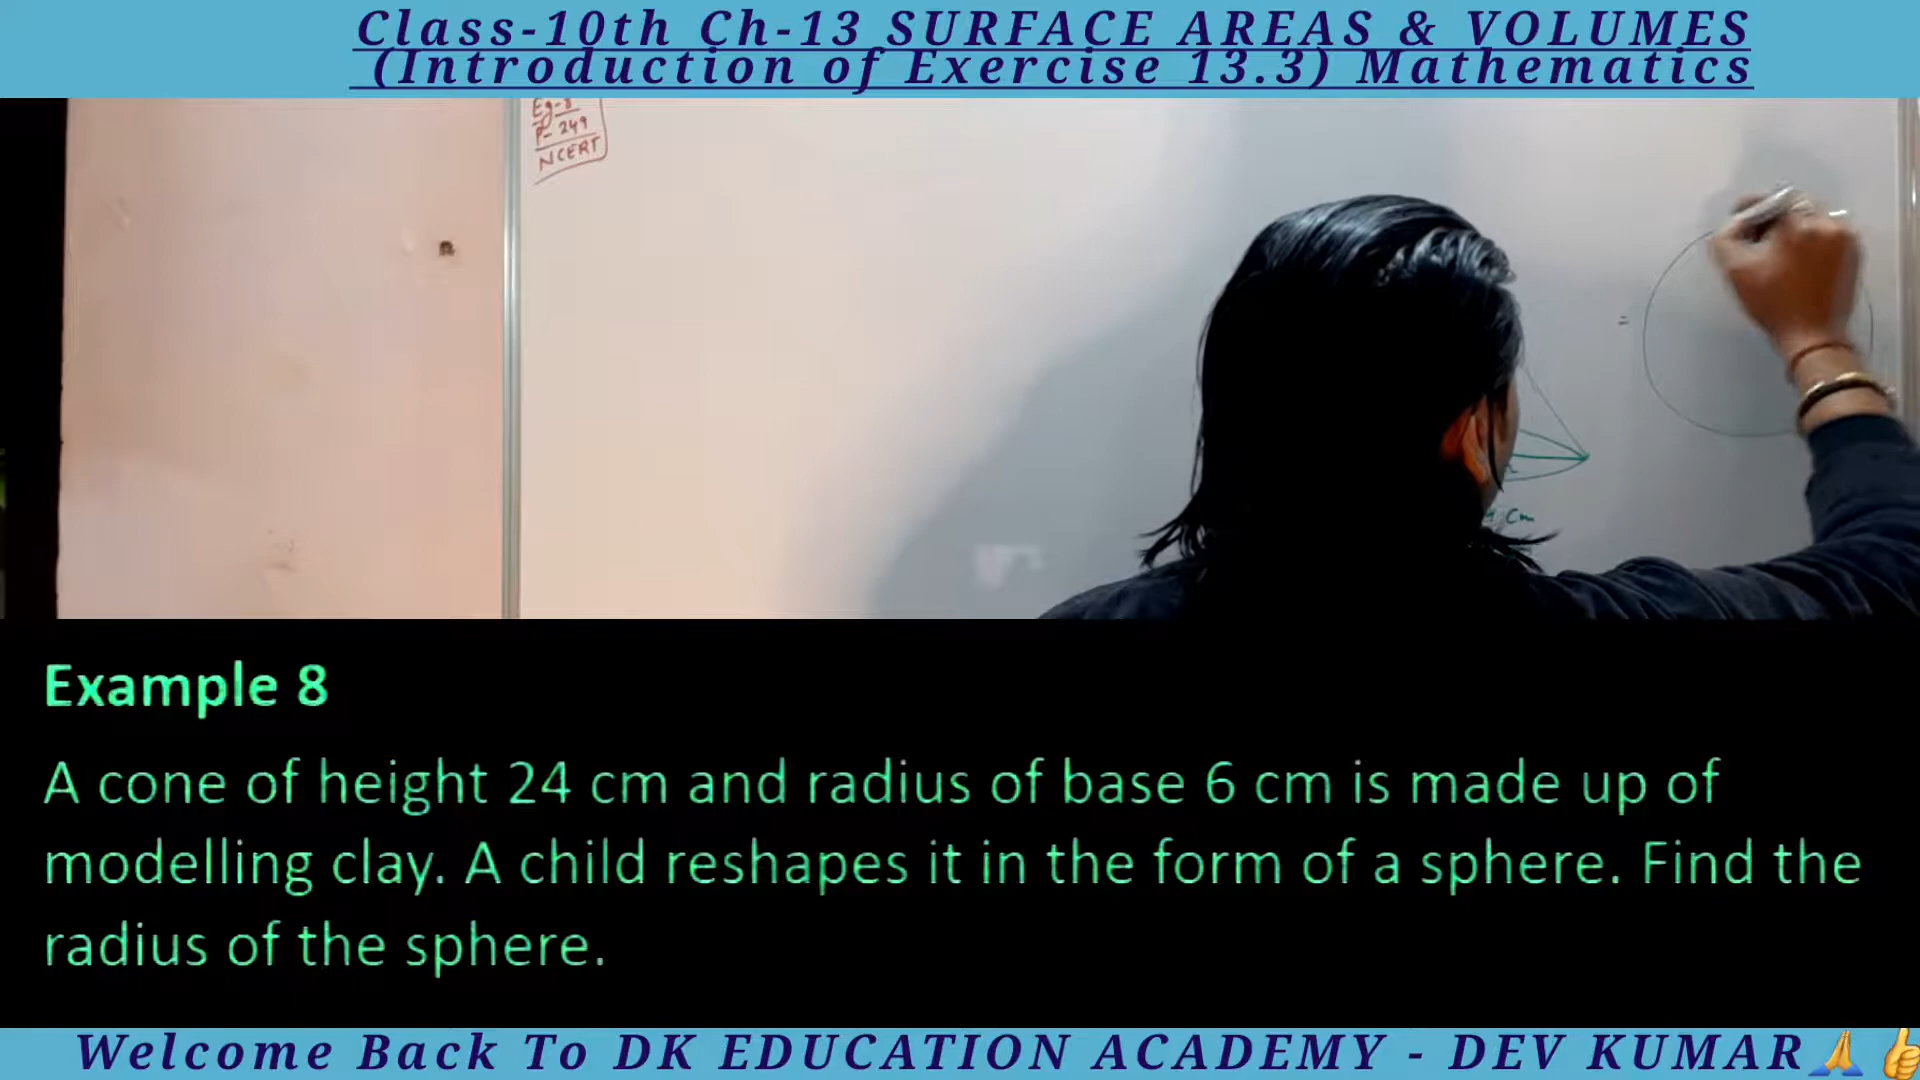 Class-10th Ch-13 SURFACE AREAS & VOLUMES
(Introduction of Exercise 13.3) Mathematics
Eg-8
P-249
NCERT
=
cm
Example 8
A cone of height 24 cm and radius of base 6 cm is made up of
modelling clay. A child reshapes it in the form of a sphere. Find the
radius of the sphere.
Welcome Back To DK EDUCATION ACADEMY - DEV KUMAR🙏👍